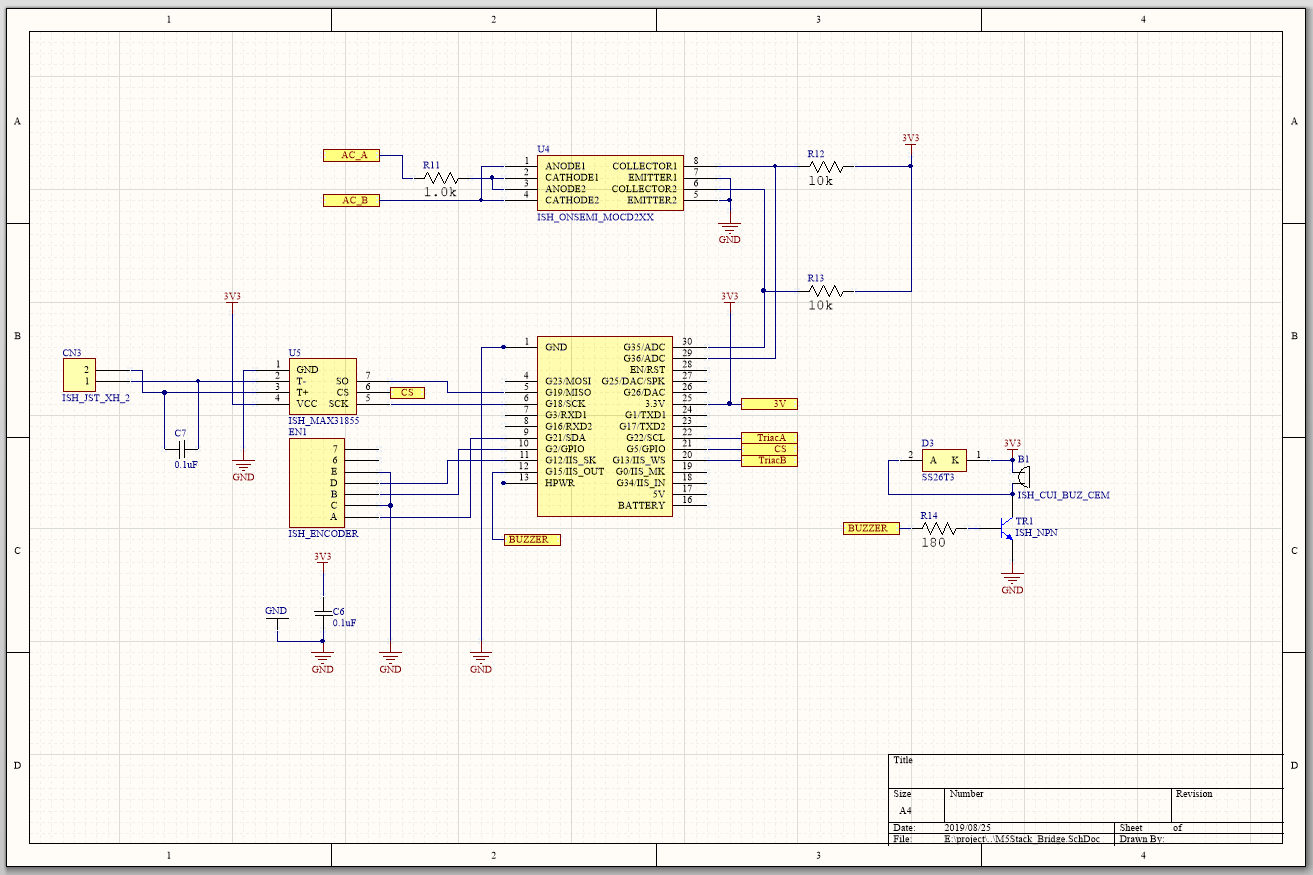 1 2 3 4
A A
3V3
AC_A
R11
1.0k
AC_B
U4
1 ANODE1 COLLECTOR1 8
2 CATHODE1 EMITTER1 7
3 ANODE2 COLLECTOR2 6
4 CATHODE2 EMITTER2 5
ISH_ONSEMI_MOCD2XX
GND
R12
10k
R13
10k
B B
3V3
3V3
CN3
2
1
ISH_JST_XH_2
C7
0.1uF
GND
U5
1 GND
2 T- SO 7
3 T+ CS 6
4 VCC SCK 5
ISH_MAX31855
CS
1 GND G35/ADC 30
G36/ADC 29
EN/RST 28
4 G23/MOSI G25/DAC/SPK 27
5 G19/MISO G26/DAC 26
6 G18/SCK 3.3V 25
7 G3/RXD1 G1/TXD1 24
8 G16/RXD2 G17/TXD2 23
9 G21/SDA G22/SCL 22
10 G2/GPIO G5/GPIO 21
11 G12/IIS_SK G13/IIS_WS 20
12 G15/IIS_OUT G0/IIS_MK 19
13 HPWR G34/IIS_IN 18
5V 17
BATTERY 16
3V
TriacA
CS
TriacB
EN1
7
6
E
D
B
C
A
ISH_ENCODER
BUZZER
C C
D3
2 A K 1
SS26T3
3V3
B1
ISH_CUI_BUZ_CEM
BUZZER
R14
180
TR1
ISH_NPN
GND
3V3
GND
C6
0.1uF
GND GND GND
D D
Title
Size Number Revision
A4
Date: 2019/08/25 Sheet of
File: E:\project\..\M5Stack_Bridge.SchDoc Drawn By:
1 2 3 4